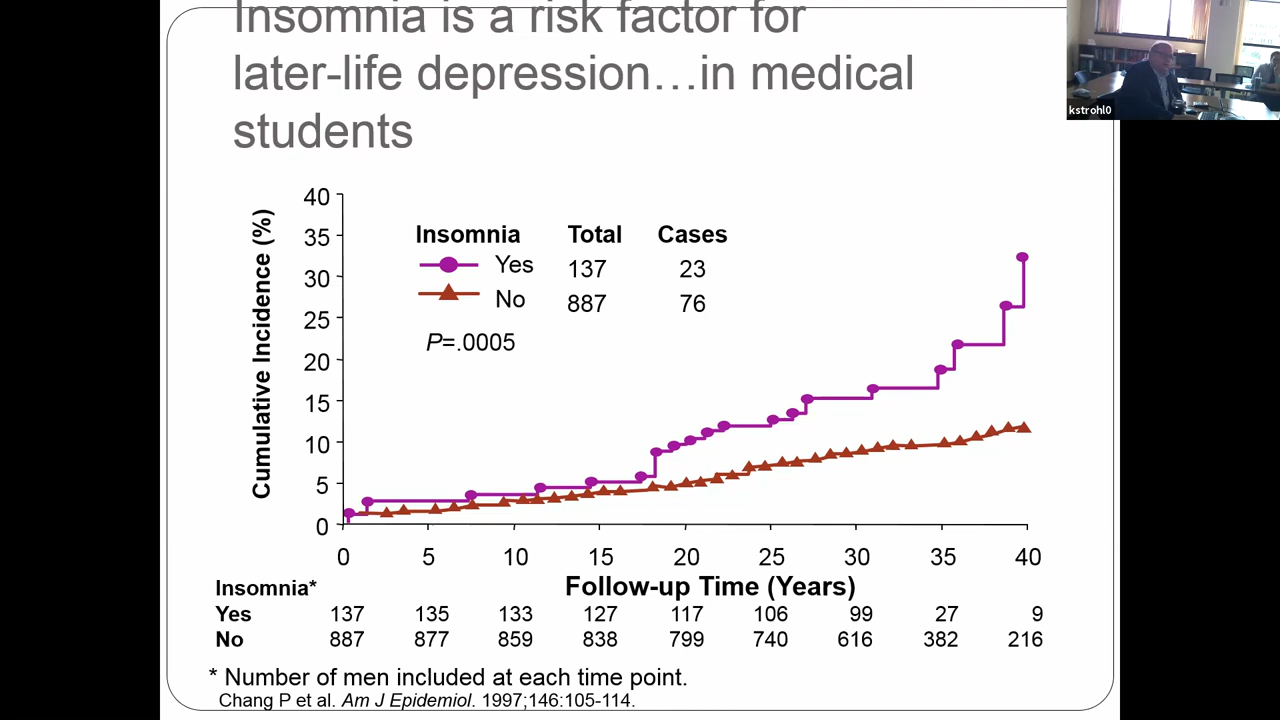 Insomnia is a risk factor for
later-life depression…in medical
students
kstrohl0
Cumulative Incidence (%)
40
35
30
25
20
15
10
5
0
Insomnia Total Cases
Yes 137 23
No 887 76
P=.0005
0 5 10 15 20 25 30 35 40
Follow-up Time (Years)
Insomnia*
Yes 137 135 133 127 117 106 99 27 9
No 887 877 859 838 799 740 616 382 216
* Number of men included at each time point.
Chang P et al. Am J Epidemiol. 1997;146:105-114.